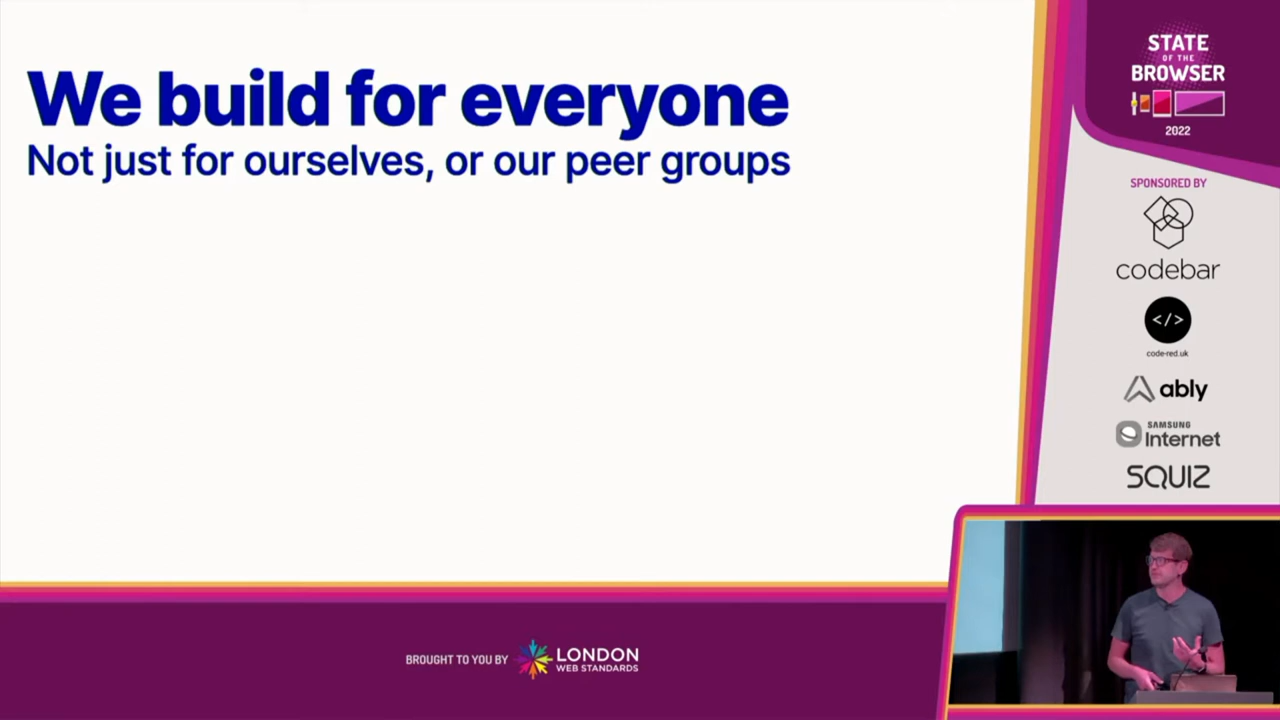 We build for everyone
Not just for ourselves, or our peer groups
STATE
OF THE
BROWSER
2022
SPONSORED BY
codebar
</>
code-red.uk
ably
SAMSUNG
Internet
SQUIZ
BROUGHT TO YOU BY
LONDON
WEB STANDARDS